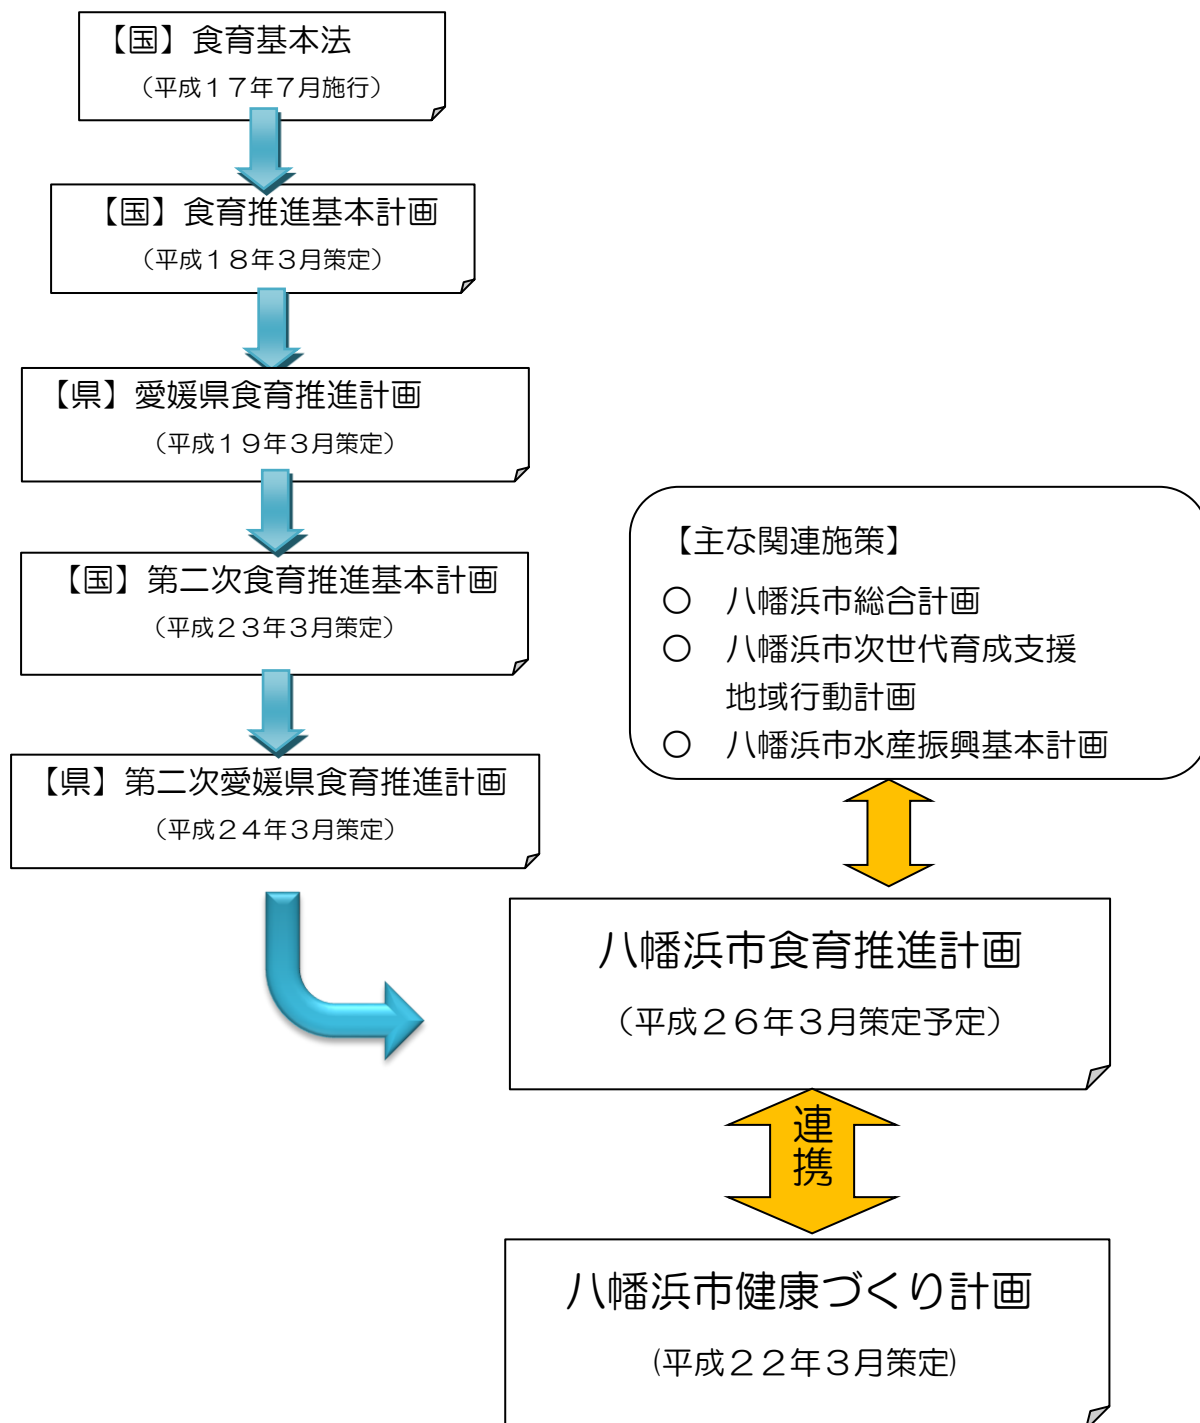 【国】食育基本法
（平成１７年７月施行）
【国】食育推進基本計画
（平成１８年３月策定）
【県】愛媛県食育推進計画
（平成１９年３月策定）
【国】第二次食育推進基本計画
（平成２３年３月策定）
【県】第二次愛媛県食育推進計画
（平成２４年３月策定）
【主な関連施策】
○　八幡浜市総合計画
○　八幡浜市次世代育成支援
地域行動計画
○　八幡浜市水産振興基本計画
八幡浜市食育推進計画
（平成２６年３月策定予定）
連
携
八幡浜市健康づくり計画
(平成２２年３月策定)